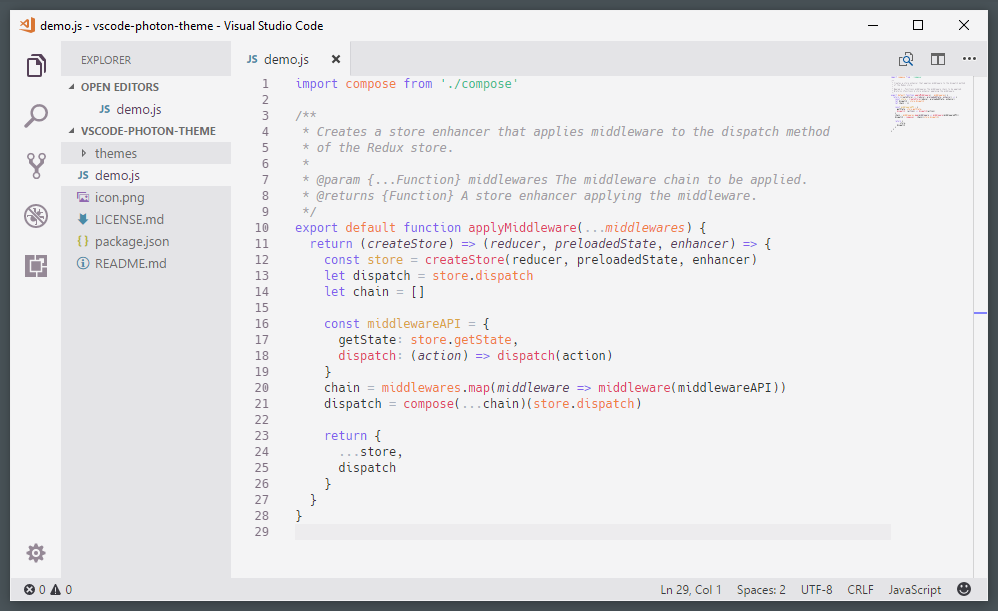 demo.js - vscode-photon-theme - Visual Studio Code
EXPLORER
OPEN EDITORS
JS demo.js
VSCODE-PHOTON-THEME
themes
JS demo.js
icon.png
LICENSE.md
{} package.json
README.md
JS demo.js
1 import compose from './compose'
2
3 /**
4  * Creates a store enhancer that applies middleware to the dispatch method
5  * of the Redux store.
6  *
7  * @param {...Function} middlewares The middleware chain to be applied.
8  * @returns {Function} A store enhancer applying the middleware.
9  */
10 export default function applyMiddleware(...middlewares) {
11   return (createStore) => (reducer, preloadedState, enhancer) => {
12     const store = createStore(reducer, preloadedState, enhancer)
13     let dispatch = store.dispatch
14     let chain = []
15
16     const middlewareAPI = {
17       getState: store.getState,
18       dispatch: (action) => dispatch(action)
19     }
20     chain = middlewares.map(middleware => middleware(middlewareAPI))
21     dispatch = compose(...chain)(store.dispatch)
22
23     return {
24       ...store,
25       dispatch
26     }
27   }
28 }
29
0 0
Ln 29, Col 1 Spaces: 2 UTF-8 CRLF JavaScript